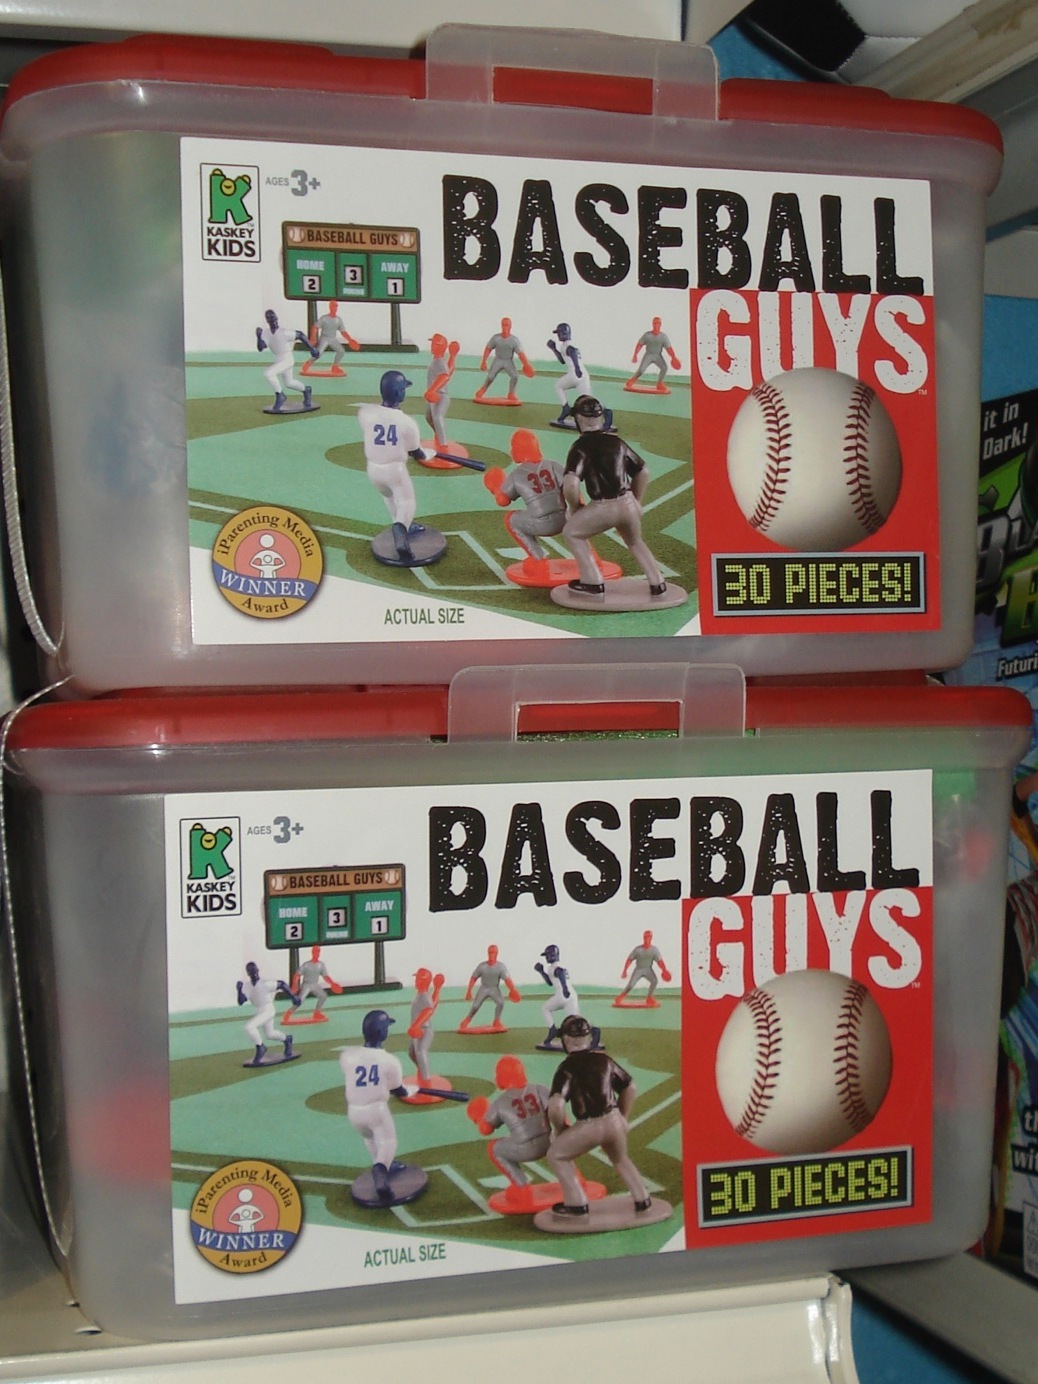 KASKEY
KIDS
AGES 3+
BASEBALL
GUYS
™
BASEBALL GUYS
HOME 3 AWAY
2 1
24
33
iParenting Media
WINNER
Award
ACTUAL SIZE
30 PIECES!
KASKEY
KIDS
AGES 3+
BASEBALL
GUYS
™
BASEBALL GUYS
HOME 3 AWAY
2 1
24
33
iParenting Media
WINNER
Award
ACTUAL SIZE
30 PIECES!
it in
Dark!